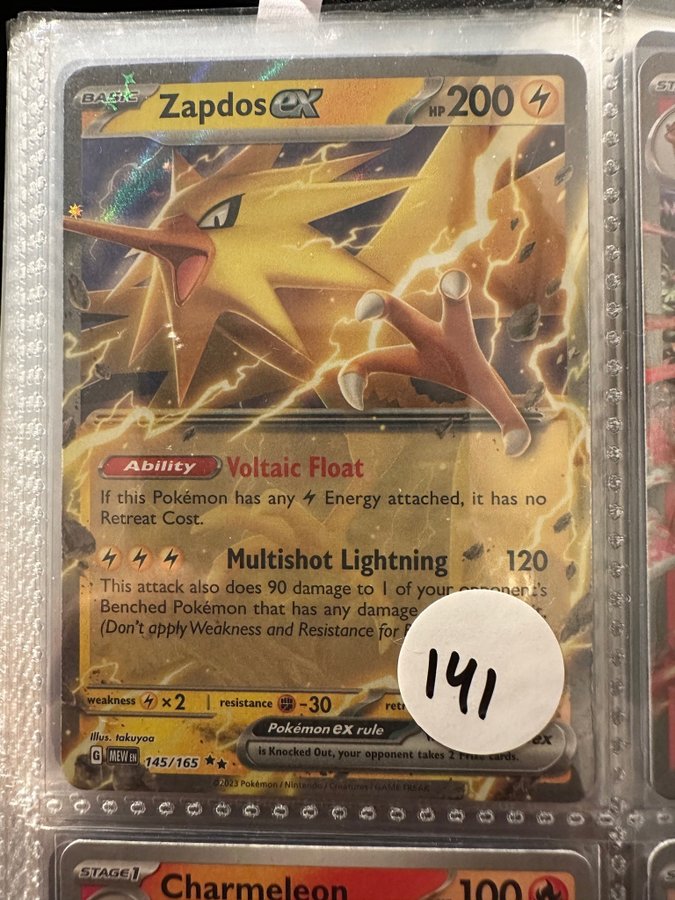 BASIC Zapdos ex HP 200
Ability Voltaic Float
If this Pokémon has any Energy attached, it has no
Retreat Cost.
Multishot Lightning 120
This attack also does 90 damage to 1 of your opponent's
Benched Pokémon that has any damage
(Don't apply Weakness and Resistance for
141
weakness ×2 resistance -30
Illus. takuyoa
Pokémon ex rule
ex
is Knocked Out, your opponent takes 2 Prize cards.
G MEW EN 145/165
©2023 Pokémon / Nintendo / Creatures / GAME FREAK
STAGE 1 Charmeleon 100